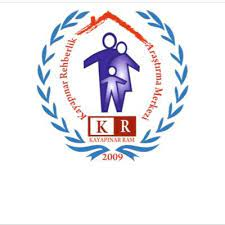 Kayapınar Rehberlik
Araştırma Merkezi
K R
KAYAPINAR RAM
2009